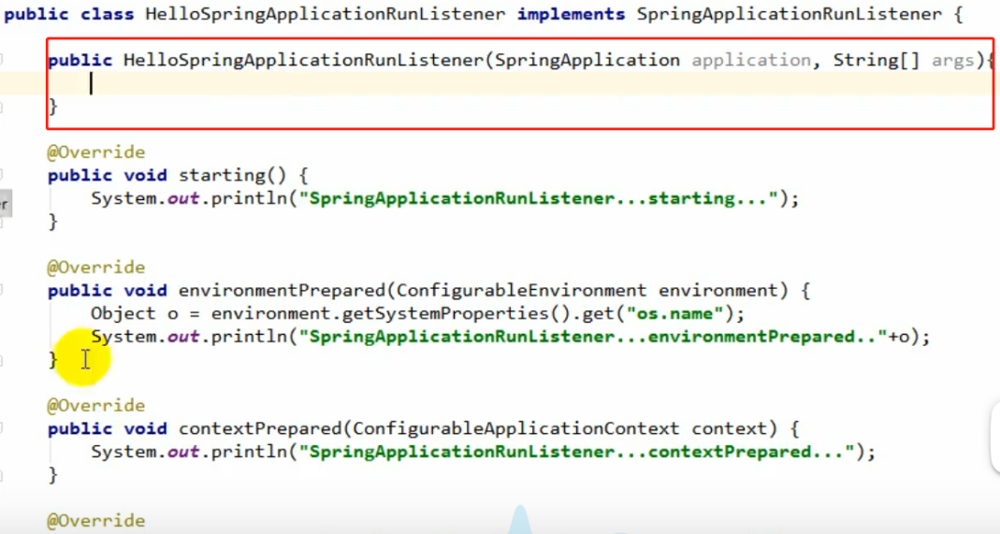 public class HelloSpringApplicationRunListener implements SpringApplicationRunListener {
public HelloSpringApplicationRunListener(SpringApplication application, String[] args){
}
@Override
public void starting() {
System.out.println("SpringApplicationRunListener...starting...");
}
er
@Override
public void environmentPrepared(ConfigurableEnvironment environment) {
Object o = environment.getSystemProperties().get("os.name");
System.out.println("SpringApplicationRunListener...environmentPrepared.."+o);
}
@Override
public void contextPrepared(ConfigurableApplicationContext context) {
System.out.println("SpringApplicationRunListener...contextPrepared...");
}
@Override